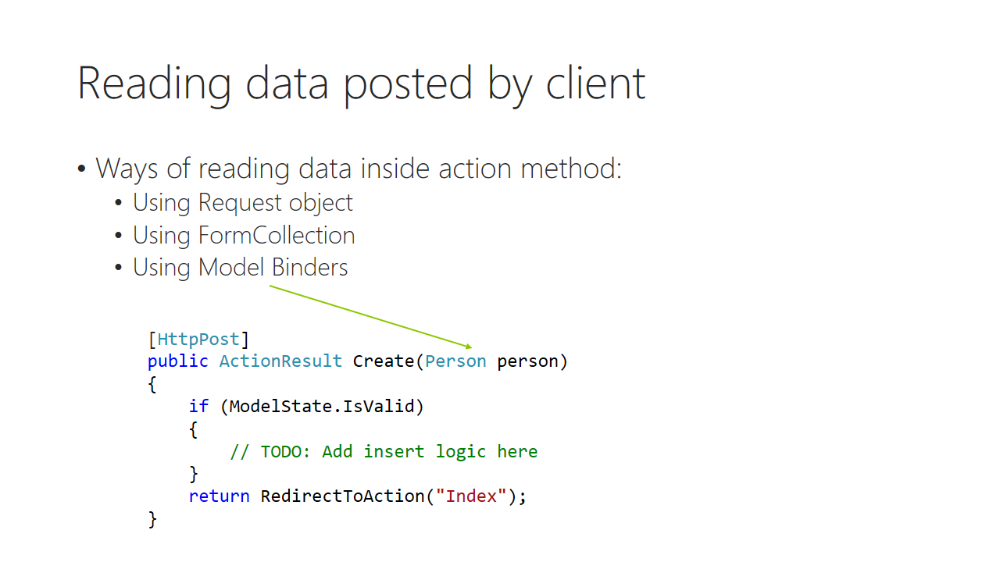 Reading data posted by client
• Ways of reading data inside action method:
• Using Request object
• Using FormCollection
• Using Model Binders
[HttpPost]
public ActionResult Create(Person person)
{
    if (ModelState.IsValid)
    {
        // TODO: Add insert logic here
    }
    return RedirectToAction("Index");
}